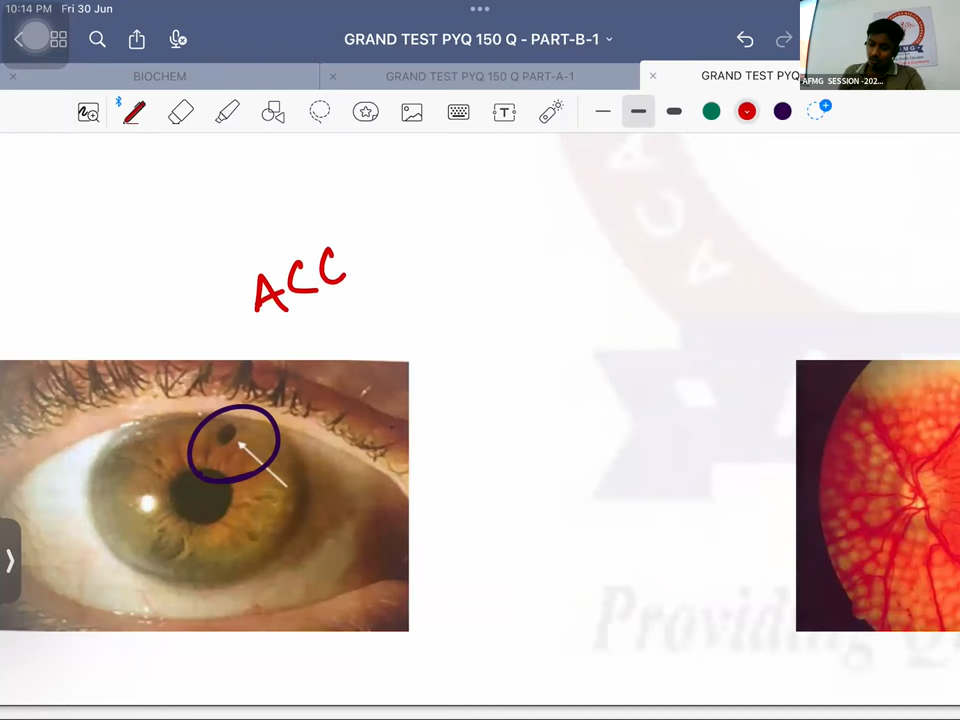 10:14 PM Fri 30 Jun
GRAND TEST PYQ 150 Q - PART-B-1
BIOCHEM
GRAND TEST PYQ 150 Q PART-A-1
GRAND TEST PYQ
AFMG SESSION -202...
T
ACC
Providing